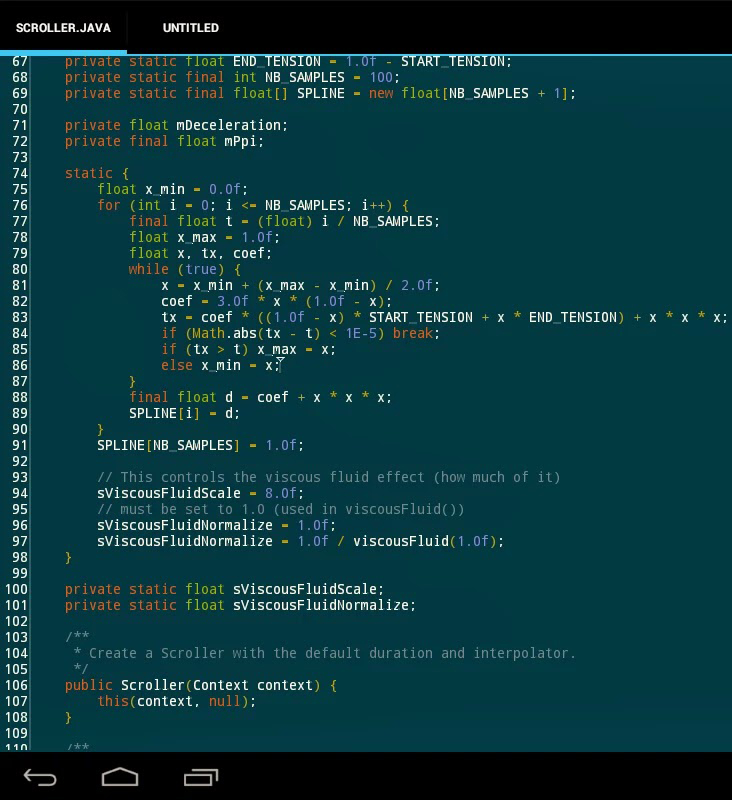 SCROLLER.JAVA UNTITLED
67 private static float END_TENSION = 1.0f - START_TENSION;
68 private static final int NB_SAMPLES = 100;
69 private static final float[] SPLINE = new float[NB_SAMPLES + 1];
70
71 private float mDeceleration;
72 private final float mPpi;
73
74 static {
75 float x_min = 0.0f;
76 for (int i = 0; i <= NB_SAMPLES; i++) {
77 final float t = (float) i / NB_SAMPLES;
78 float x_max = 1.0f;
79 float x, tx, coef;
80 while (true) {
81 x = x_min + (x_max - x_min) / 2.0f;
82 coef = 3.0f * x * (1.0f - x);
83 tx = coef * ((1.0f - x) * START_TENSION + x * END_TENSION) + x * x * x;
84 if (Math.abs(tx - t) < 1E-5) break;
85 if (tx > t) x_max = x;
86 else x_min = x;
87 }
88 final float d = coef + x * x * x;
89 SPLINE[i] = d;
90 }
91 SPLINE[NB_SAMPLES] = 1.0f;
92
93 // This controls the viscous fluid effect (how much of it)
94 sViscousFluidScale = 8.0f;
95 // must be set to 1.0 (used in viscousFluid())
96 sViscousFluidNormalize = 1.0f;
97 sViscousFluidNormalize = 1.0f / viscousFluid(1.0f);
98 }
99
100 private static float sViscousFluidScale;
101 private static float sViscousFluidNormalize;
102
103 /**
104 * Create a Scroller with the default duration and interpolator.
105 */
106 public Scroller(Context context) {
107 this(context, null);
108 }
109
110 /**